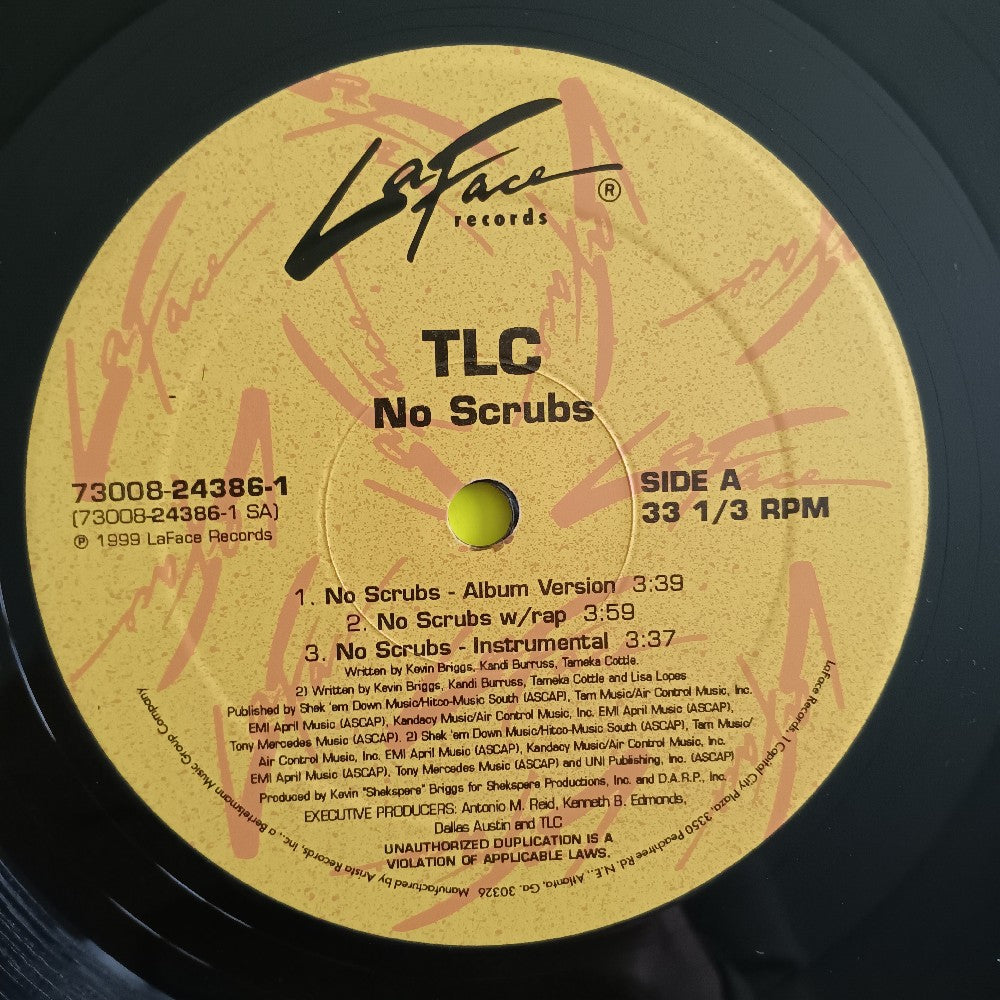 LaFace ®
records
TLC
No Scrubs
73008-24386-1
(73008-24386-1 SA)
℗ 1999 LaFace Records
SIDE A
33 1/3 RPM
1. No Scrubs - Album Version 3:39
2. No Scrubs w/rap 3:59
3. No Scrubs - Instrumental 3:37
Written by Kevin Briggs, Kandi Burruss, Tameka Cottle.
2) Written by Kevin Briggs, Kandi Burruss, Tameka Cottle and Lisa Lopes
Published by Shek 'em Down Music/Hitco-Music South (ASCAP), Tam Music/Air Control Music, Inc.
EMI April Music (ASCAP), Kandacy Music/Air Control Music, Inc. EMI April Music (ASCAP),
Tony Mercedes Music (ASCAP). 2) Shek 'em Down Music/Hitco-Music South (ASCAP), Tam Music/
Air Control Music, Inc. EMI April Music (ASCAP), Kandacy Music/Air Control Music, Inc.
EMI April Music (ASCAP), Tony Mercedes Music (ASCAP) and UNI Publishing, Inc. (ASCAP)
Produced by Kevin "Shekspere" Briggs for Shekspere Productions, Inc. and D.A.R.P., Inc.
EXECUTIVE PRODUCERS: Antonio M. Reid, Kenneth B. Edmonds,
Dallas Austin and TLC
UNAUTHORIZED DUPLICATION IS A
VIOLATION OF APPLICABLE LAWS.
LaFace Records, 1 Capital City Plaza, 3350 Peachtree Rd. N.E., Atlanta, Ga. 30326 Manufactured by Arista Records, Inc., a Bertelsmann Music Group Company